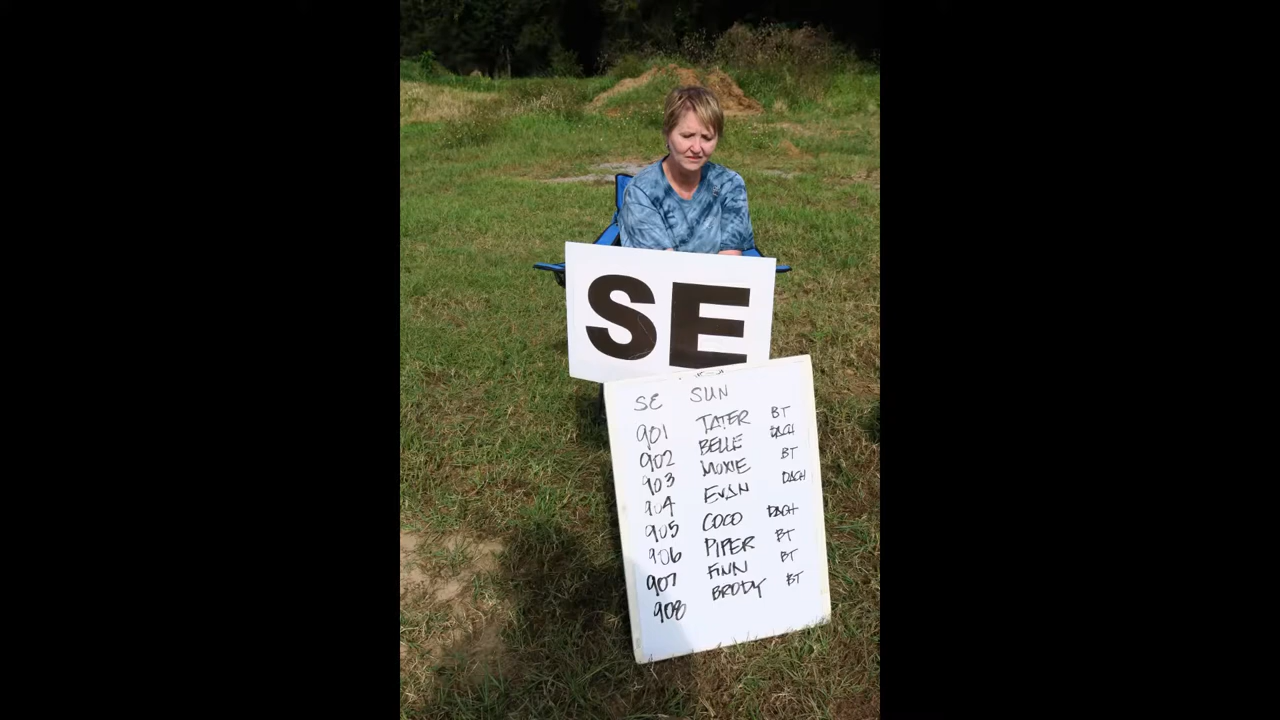 SE
SE SUN
901 TATER BT
902 BELLE DACH
903 MOXIE BT
904 EVAN DACH
905 COCO DACH
906 PIPER BT
907 FINN BT
908 BRODY BT